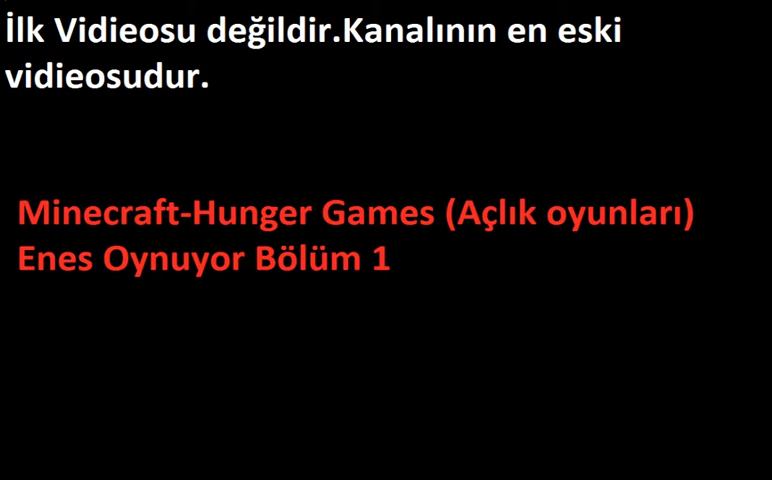 İlk Vidieosu değildir.Kanalının en eski
vidieosudur.
Minecraft-Hunger Games (Açlık oyunları)
Enes Oynuyor Bölüm 1